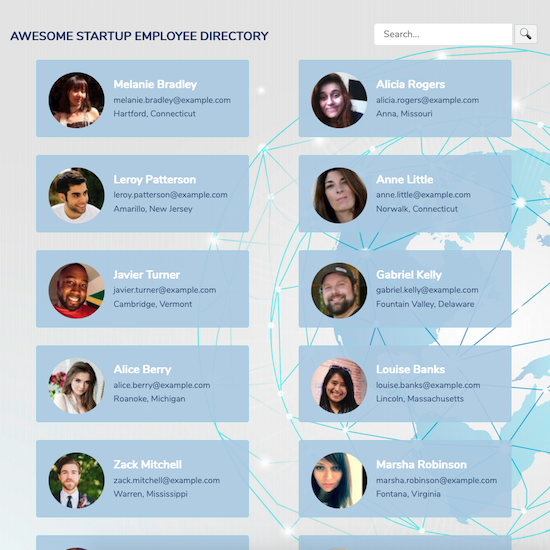 AWESOME STARTUP EMPLOYEE DIRECTORY
Search...
Melanie Bradley
melanie.bradley@example.com
Hartford, Connecticut
Alicia Rogers
alicia.rogers@example.com
Anna, Missouri
Leroy Patterson
leroy.patterson@example.com
Amarillo, New Jersey
Anne Little
anne.little@example.com
Norwalk, Connecticut
Javier Turner
javier.turner@example.com
Cambridge, Vermont
Gabriel Kelly
gabriel.kelly@example.com
Fountain Valley, Delaware
Alice Berry
alice.berry@example.com
Roanoke, Michigan
Louise Banks
louise.banks@example.com
Lincoln, Massachusetts
Zack Mitchell
zack.mitchell@example.com
Warren, Mississippi
Marsha Robinson
marsha.robinson@example.com
Fontana, Virginia